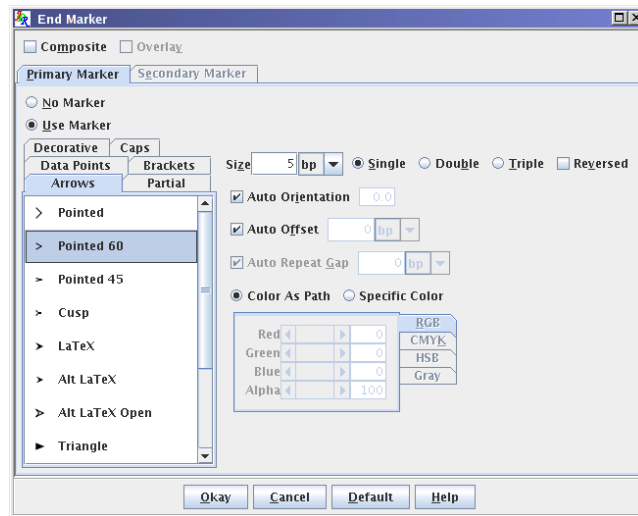 End Marker
Composite Overlay
Primary Marker Secondary Marker
No Marker
Use Marker
Decorative Caps
Data Points Brackets
Arrows Partial
Pointed
Pointed 60
Pointed 45
Cusp
LaTeX
Alt LaTeX
Alt LaTeX Open
Triangle
Size 5 bp Single Double Triple Reversed
Auto Orientation 0.0
Auto Offset 0 bp
Auto Repeat Gap 0 bp
Color As Path Specific Color
Red 0
Green 0
Blue 0
Alpha 100
RGB
CMYK
HSB
Gray
Okay Cancel Default Help